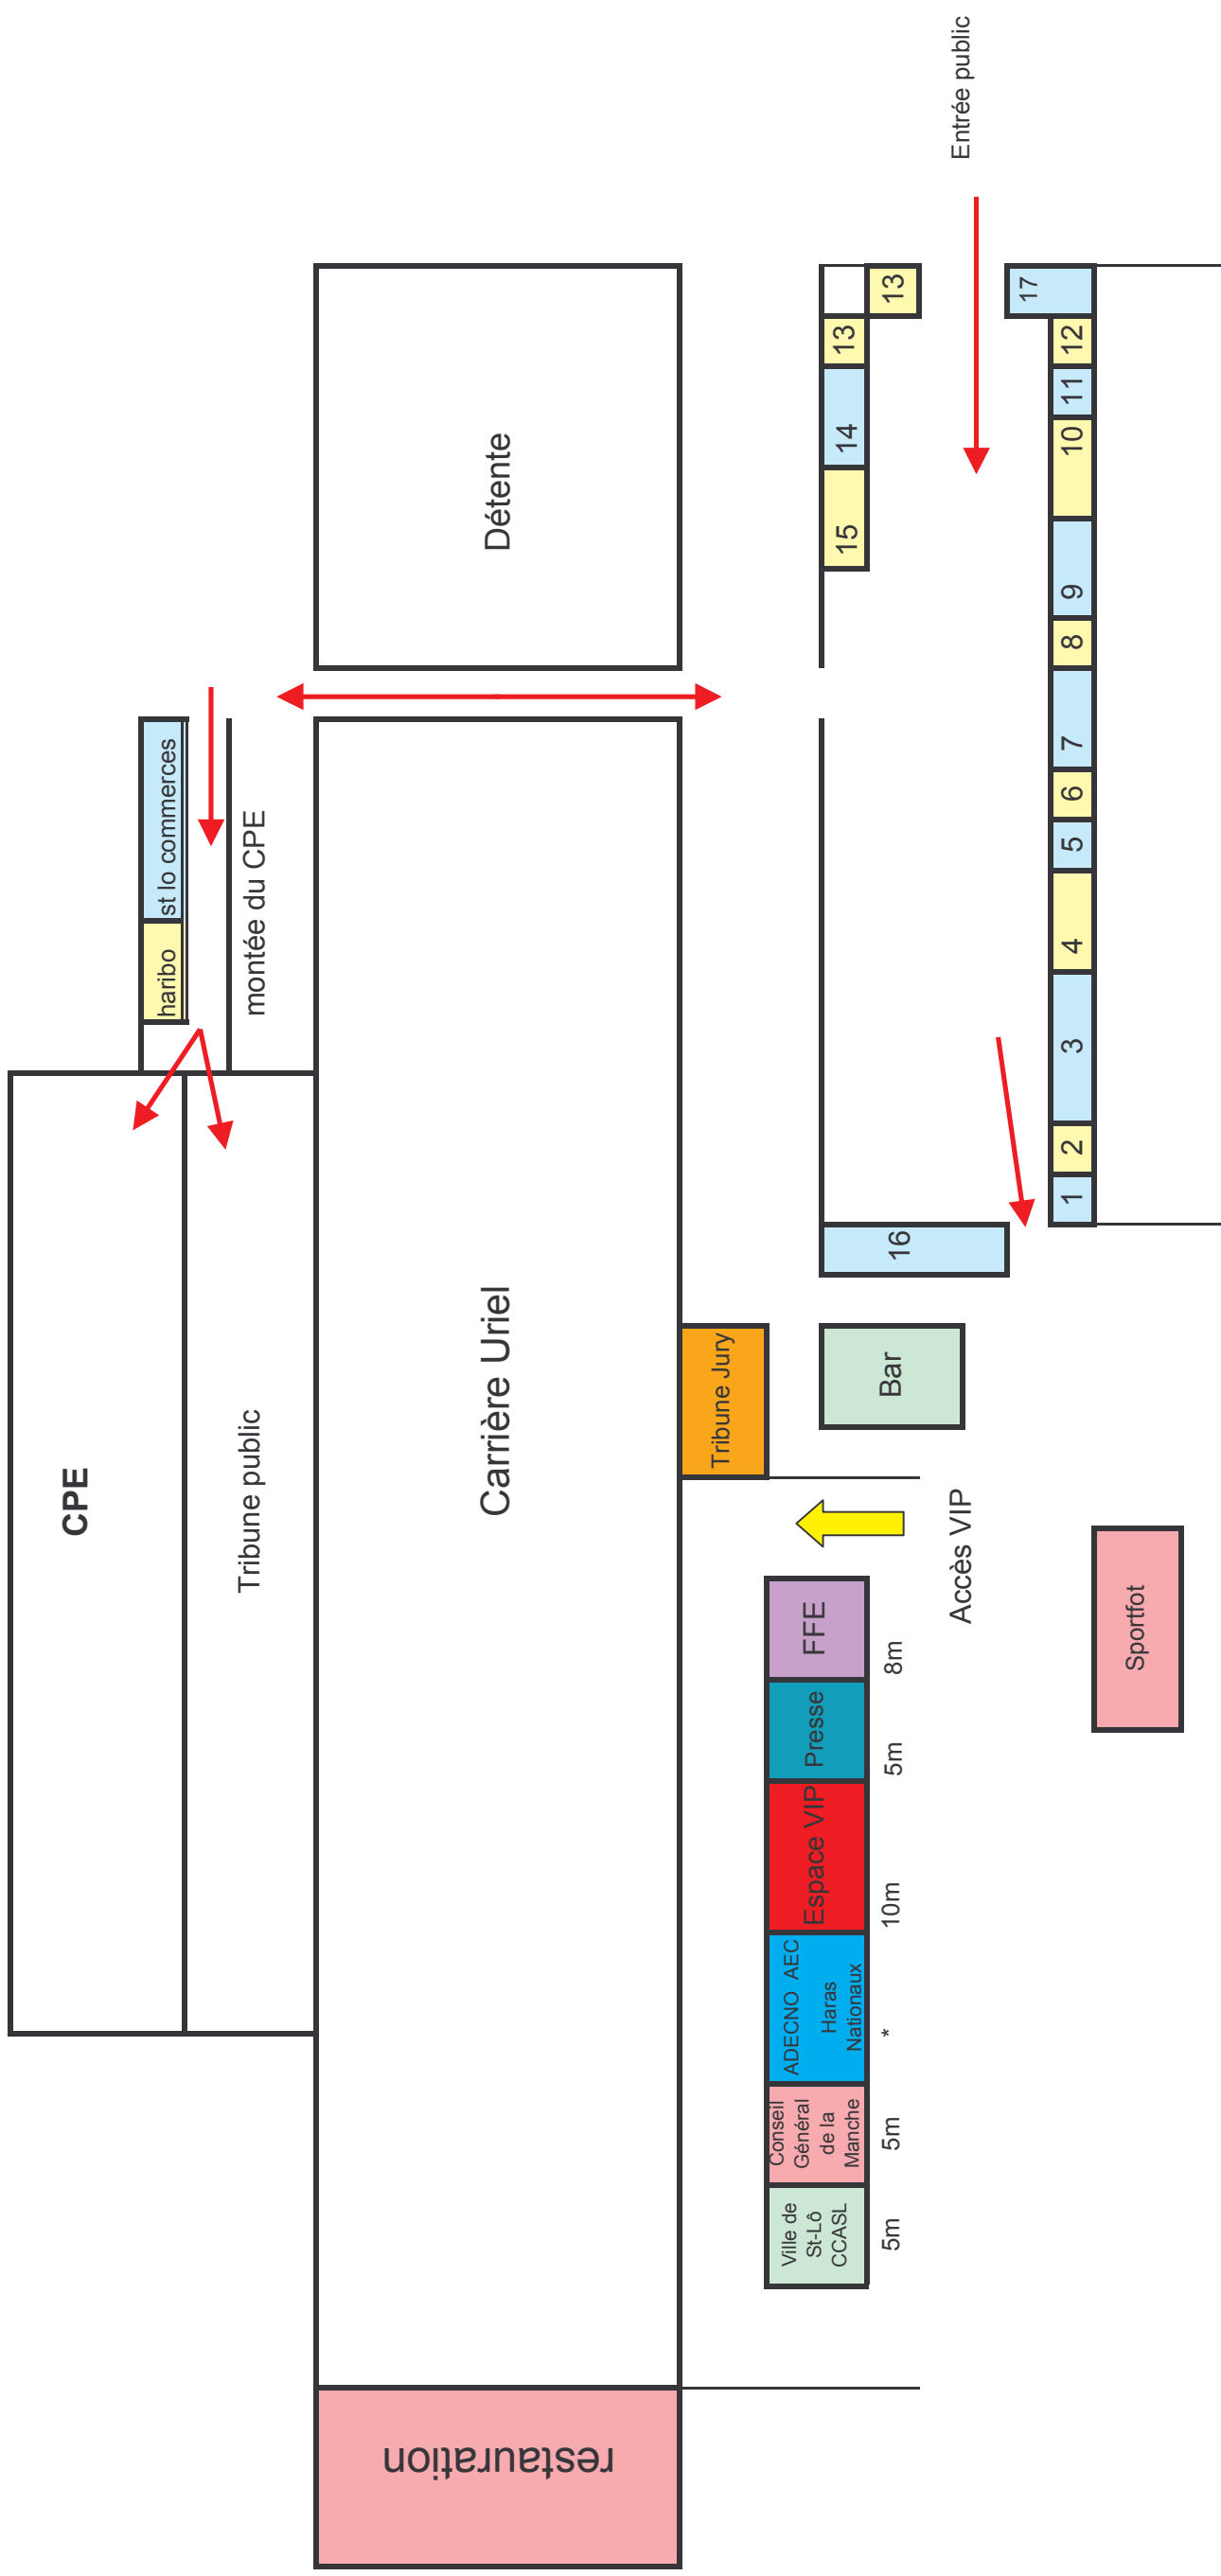 CPE
haribo
st lo commerces
Tribune public
montée du CPE
restauration
Carrière Uriel
Détente
Tribune Jury
Ville de
St-Lô
CCASL
Conseil
Général
de la
Manche
ADECNO AEC
Haras
Nationaux
Espace VIP
Presse
FFE
5m
5m
*
10m
5m
8m
Bar
16
15
14
13
13
Accès VIP
Entrée public
17
1
2
3
4
5
6
7
8
9
10
11
12
Sportfot